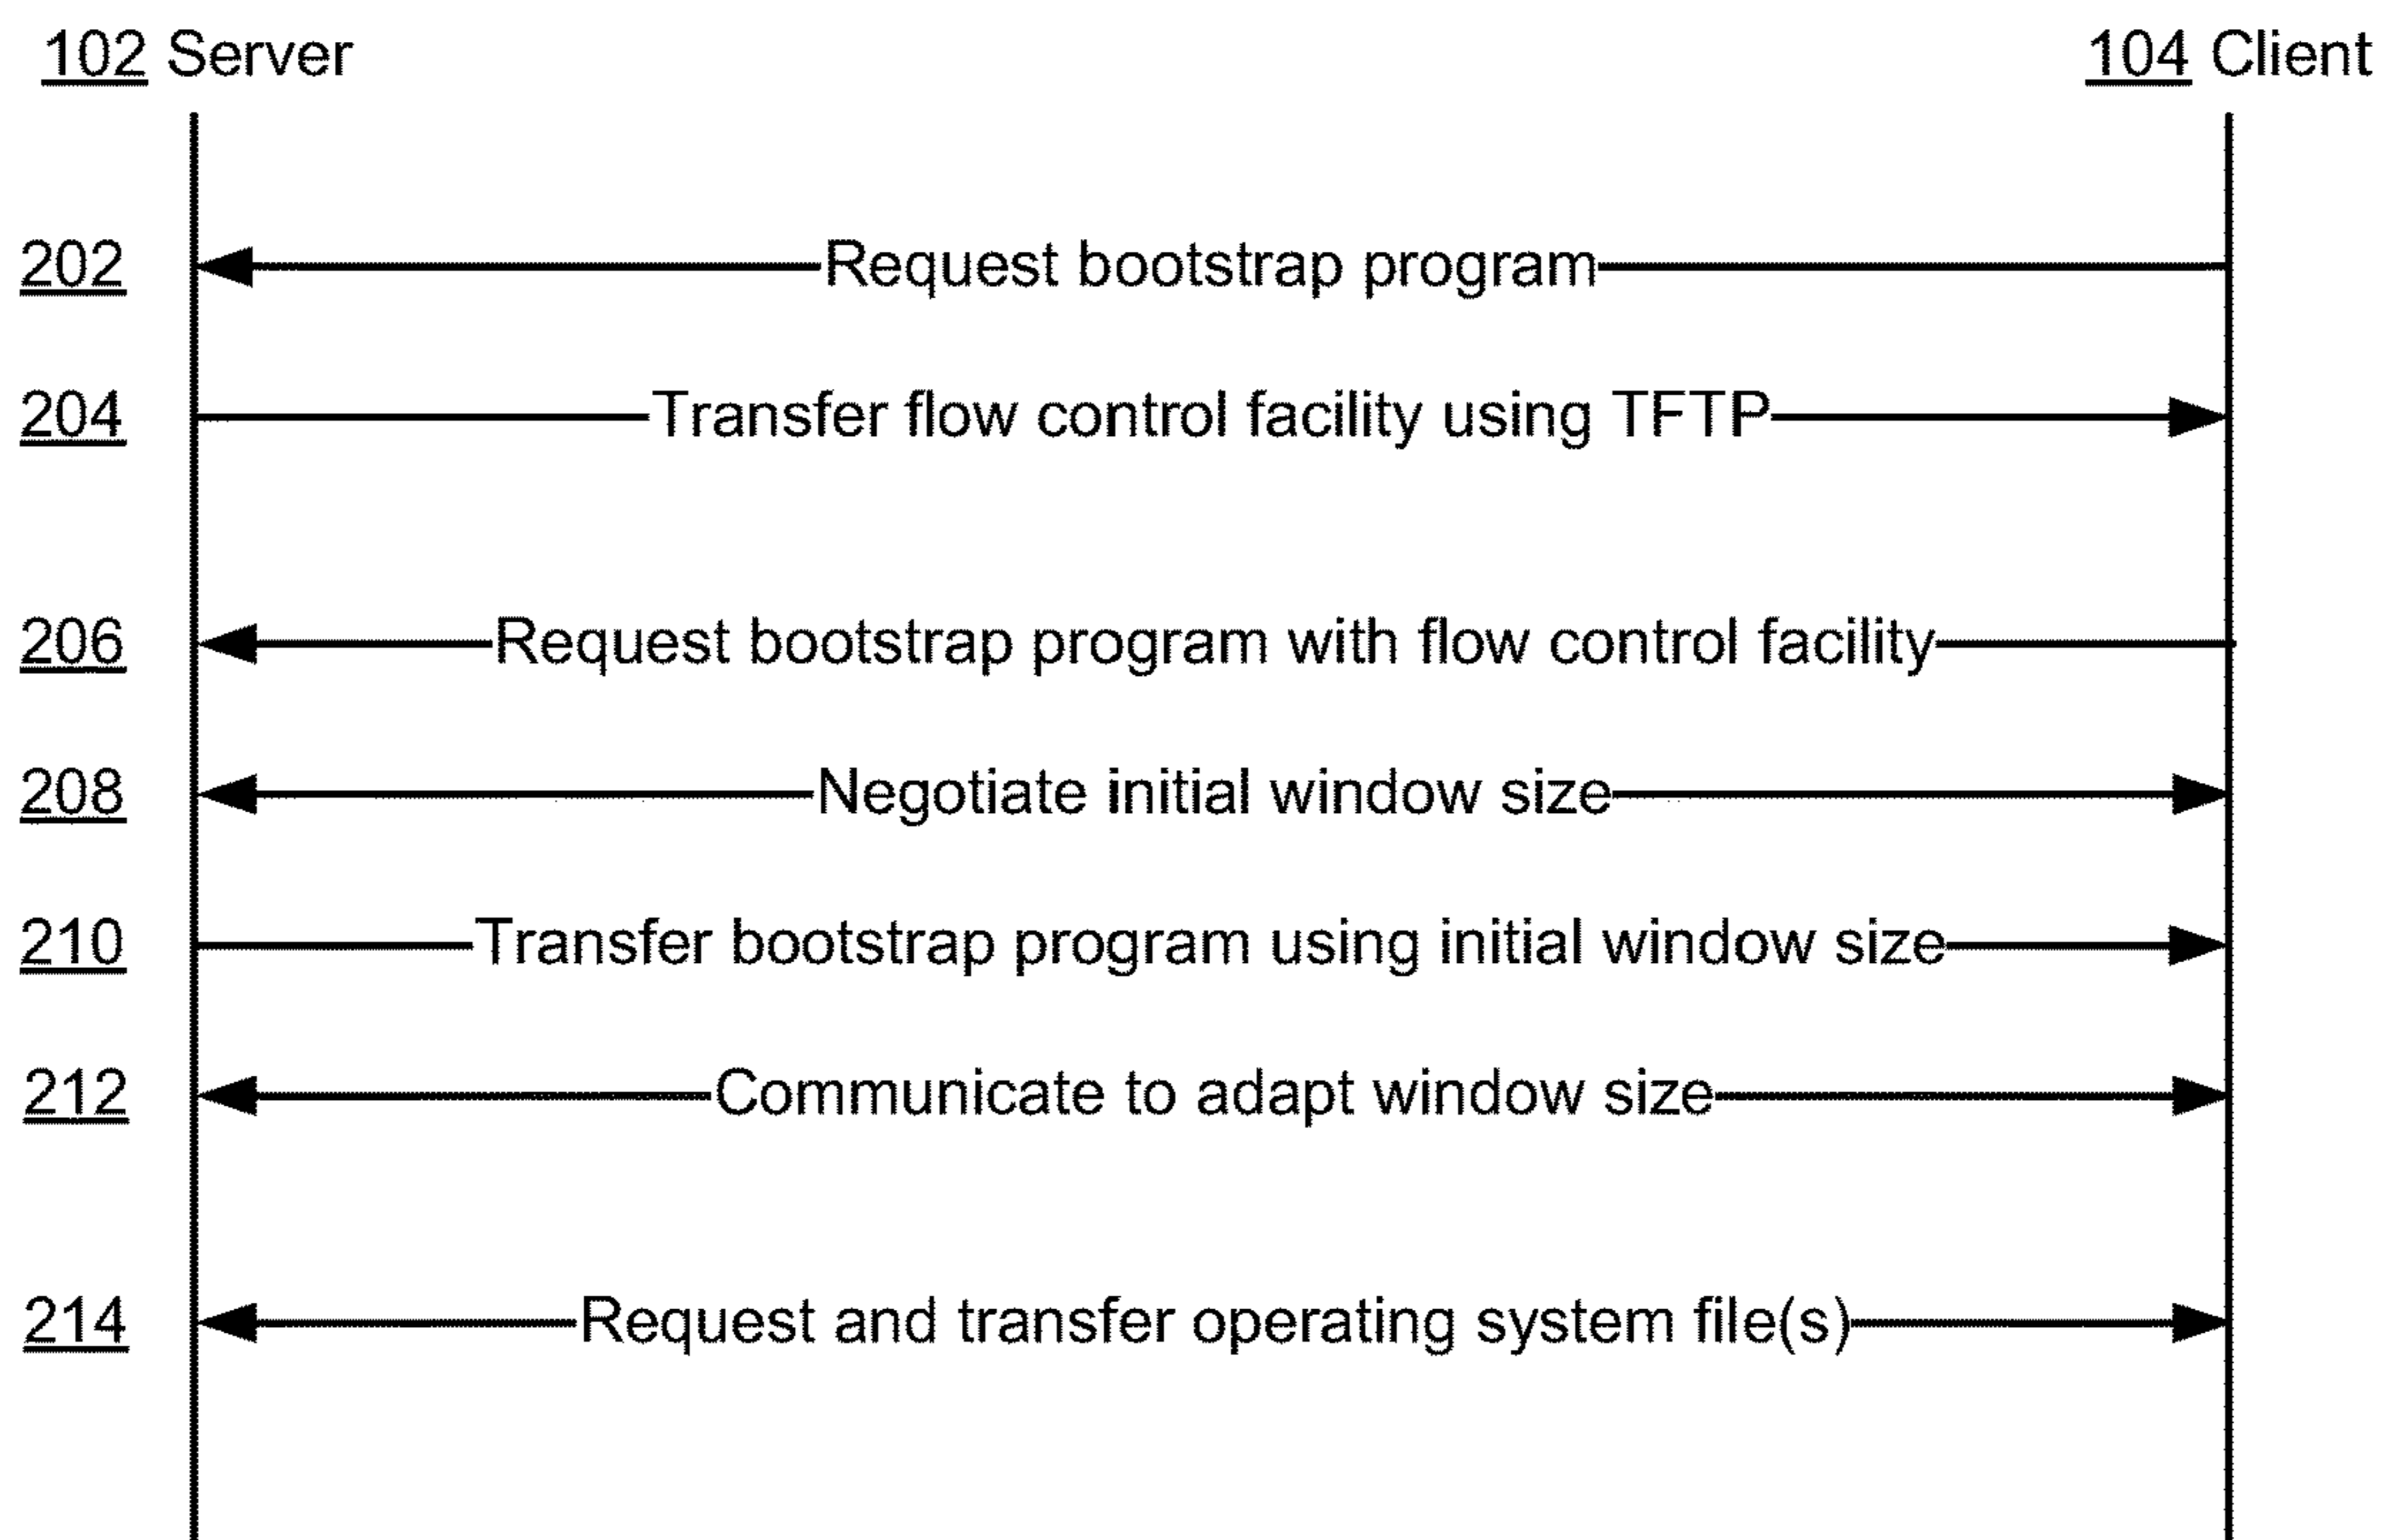 102 Server
104 Client
202 Request bootstrap program
204 Transfer flow control facility using TFTP
206 Request bootstrap program with flow control facility
208 Negotiate initial window size
210 Transfer bootstrap program using initial window size
212 Communicate to adapt window size
214 Request and transfer operating system file(s)